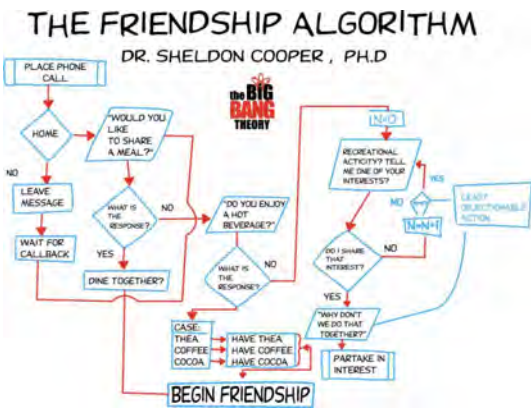 THE FRIENDSHIP ALGORITHM
DR. SHELDON COOPER, PH.D
the BIG
BANG
THEORY
PLACE PHONE
CALL
HOME
NO
LEAVE
MESSAGE
WAIT FOR
CALLBACK
"WOULD YOU
LIKE
TO SHARE
A MEAL?"
WHAT IS
THE
RESPONSE?
NO
YES
DINE TOGETHER?
"DO YOU ENJOY
A HOT
BEVERAGE?"
WHAT IS
THE
RESPONSE?
NO
CASE:
THEA
COFFEE
COCOA
HAVE THEA
HAVE COFFEE
HAVE COCOA
BEGIN FRIENDSHIP
N=0
RECREATIONAL
ACTICITY? TELL
ME ONE OF YOUR
INTERESTS?
YES
NO
N=N+1
LEAST
OBJECTIONABLE
ACTION
DO I SHARE
THAT
INTEREST?
NO
YES
"WHY DON'T
WE DO THAT
TOGETHER?"
PARTAKE IN
INTEREST